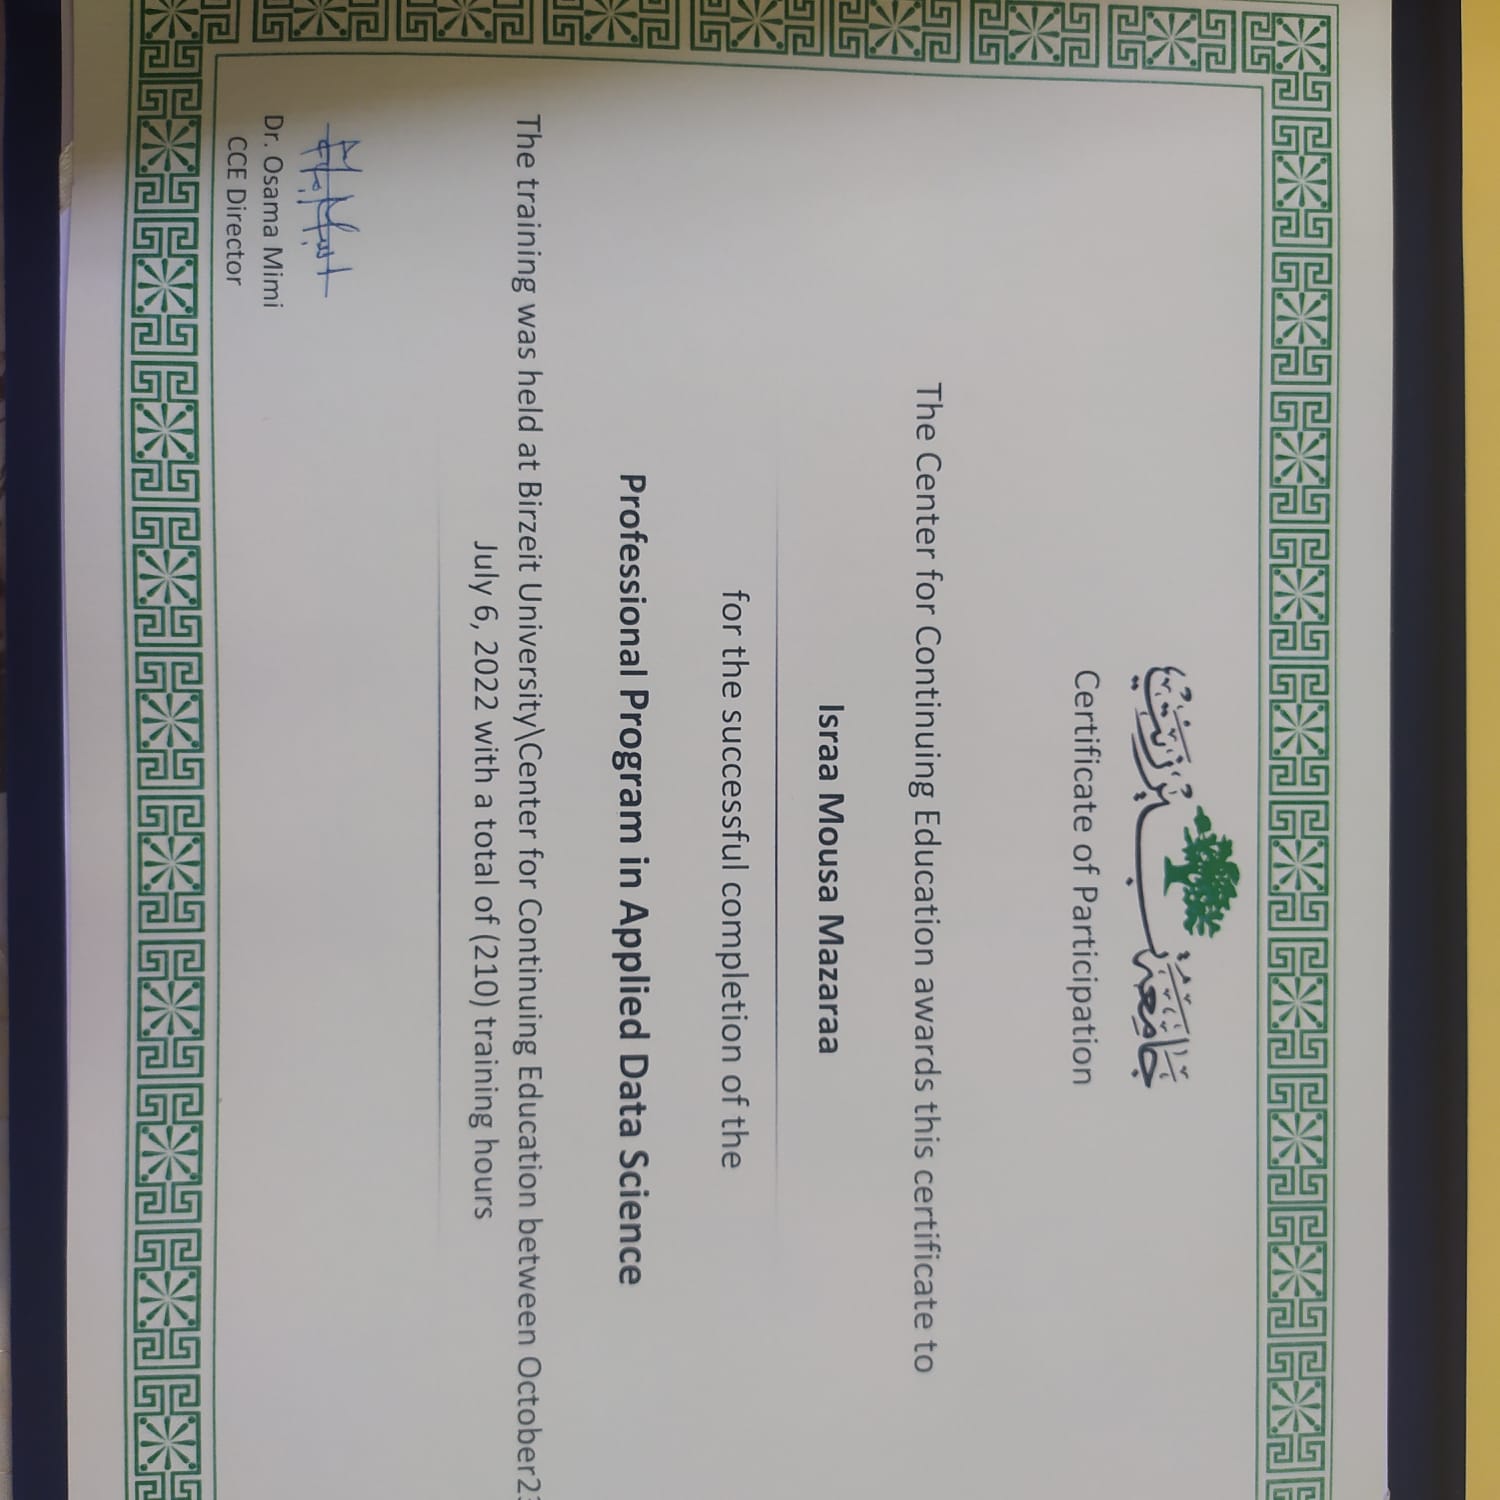 جامعة بيرزيت
Certificate of Participation
The Center for Continuing Education awards this certificate to
Israa Mousa Mazaraa
for the successful completion of the
Professional Program in Applied Data Science
The training was held at Birzeit University\Center for Continuing Education between October
July 6, 2022 with a total of (210) training hours
Dr. Osama Mimi
CCE Director